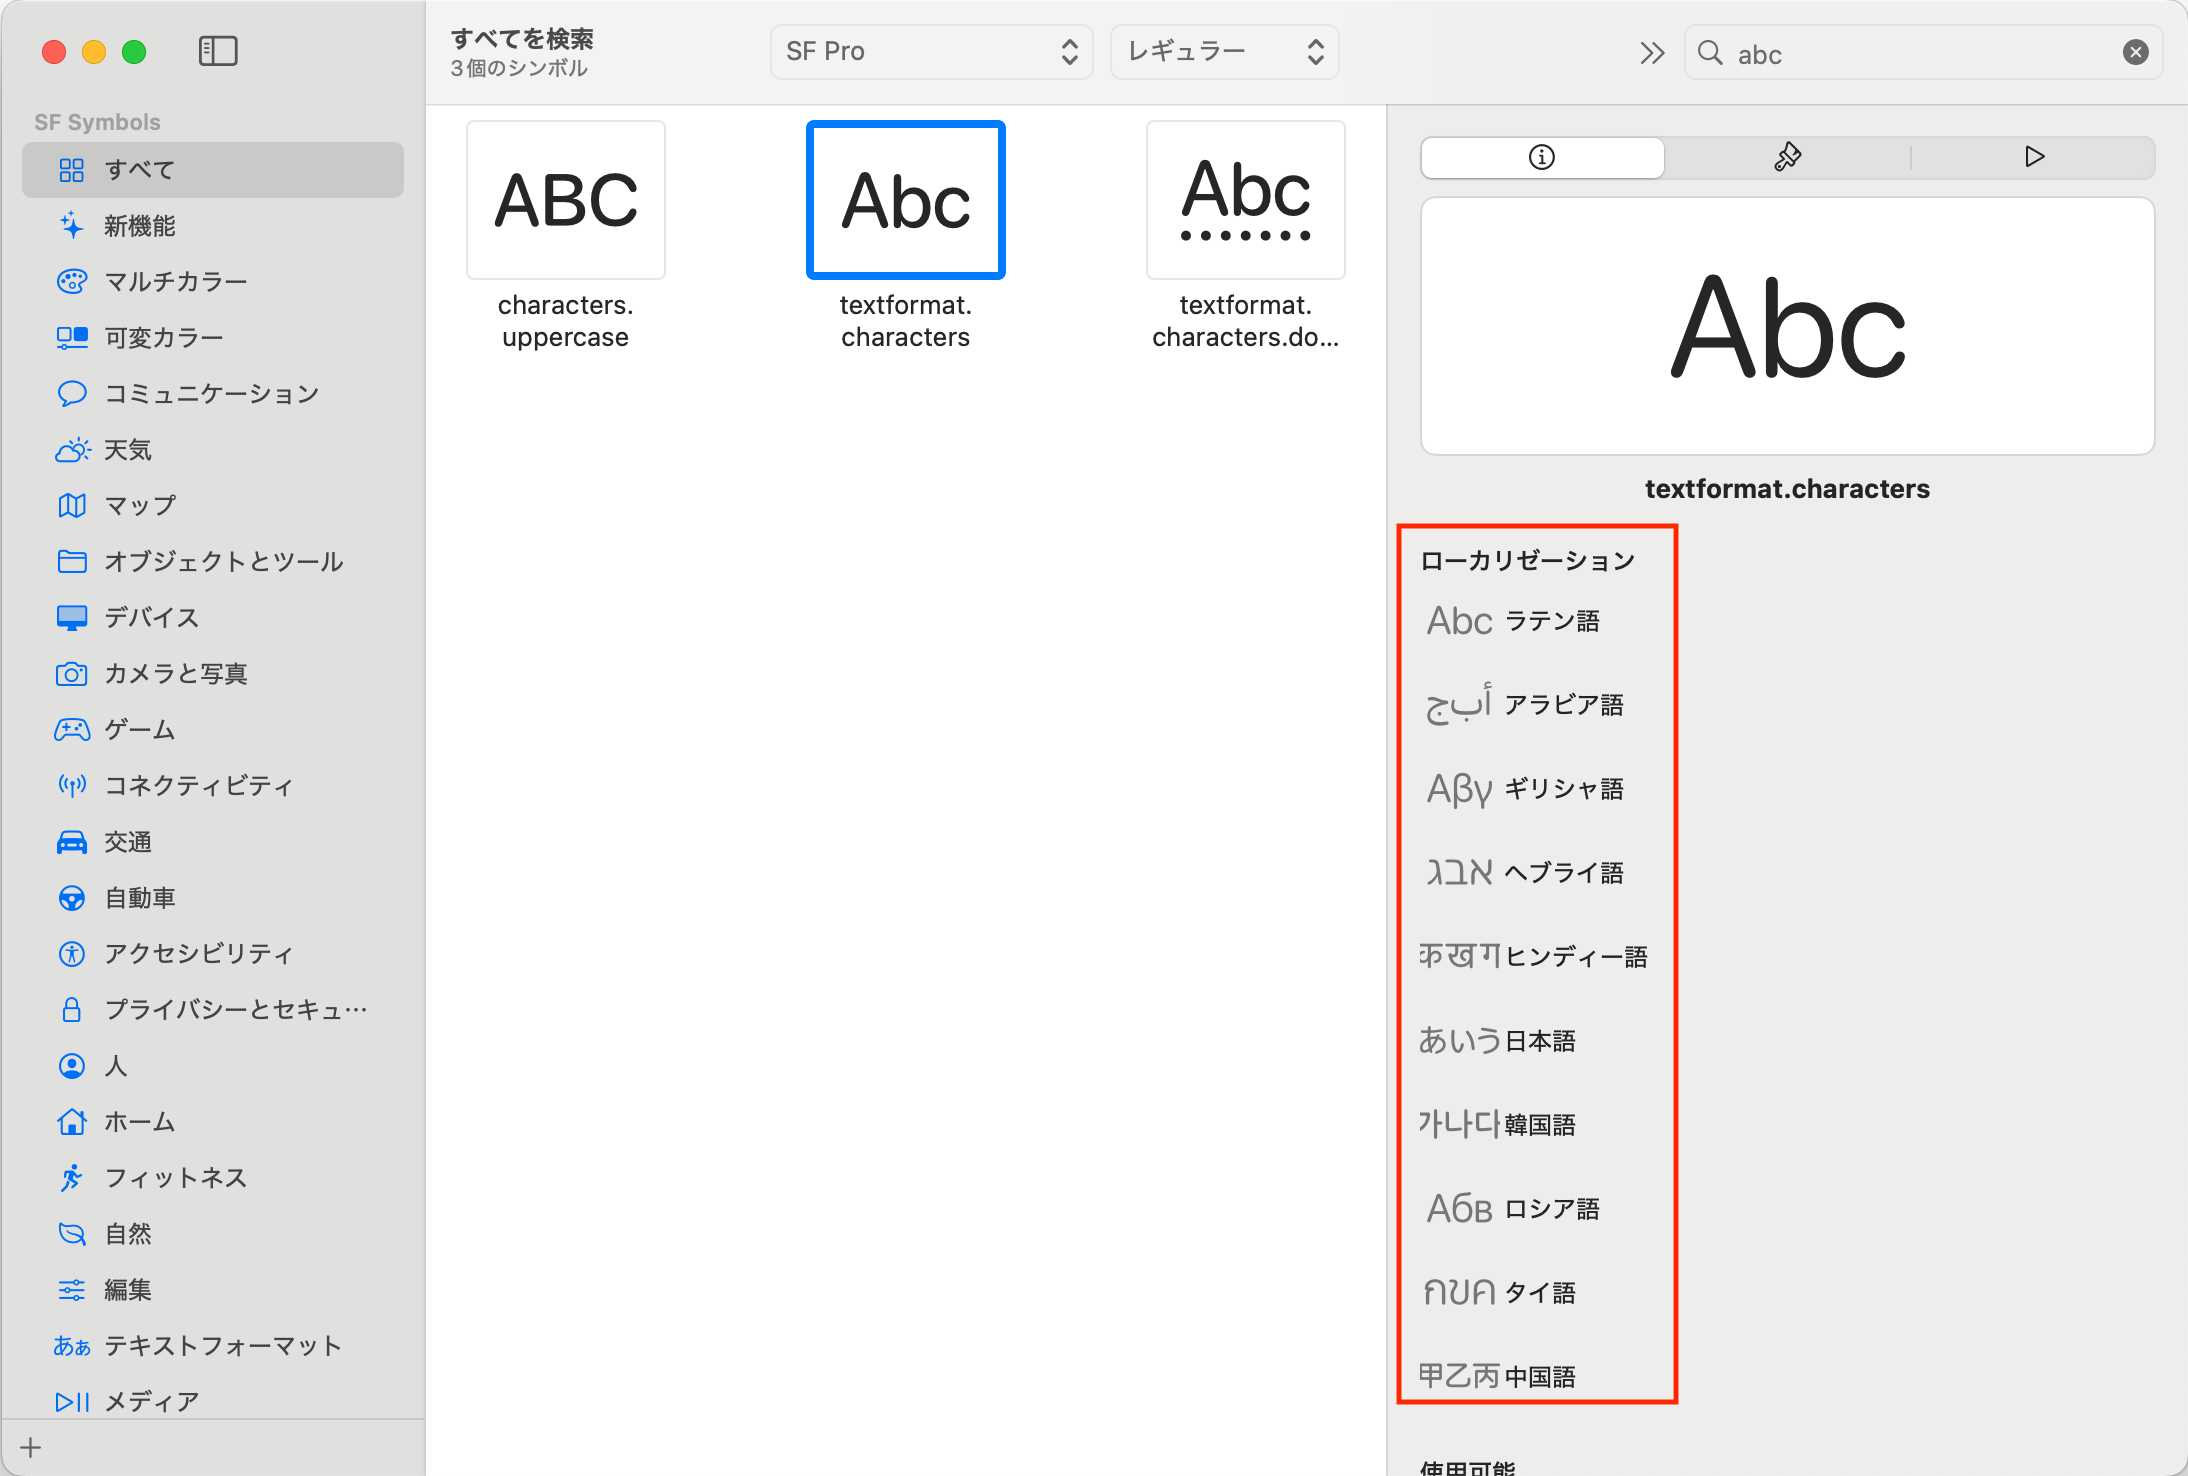 SF Symbols
すべて
新機能
マルチカラー
可変カラー
コミュニケーション
天気
マップ
オブジェクトとツール
デバイス
カメラと写真
ゲーム
コネクティビティ
交通
自動車
アクセシビリティ
プライバシーとセキュ…
人
ホーム
フィットネス
自然
編集
あぁ テキストフォーマット
メディア
すべてを検索
3個のシンボル
SF Pro
レギュラー
abc
ABC
characters.
uppercase
Abc
textformat.
characters
Abc
textformat.
characters.do...
Abc
textformat.characters
ローカリゼーション
Abc ラテン語
أبج アラビア語
Αβγ ギリシャ語
אבג ヘブライ語
कखग ヒンディー語
あいう 日本語
가나다 韓国語
Абв ロシア語
กขค タイ語
甲乙丙 中国語
使用可能